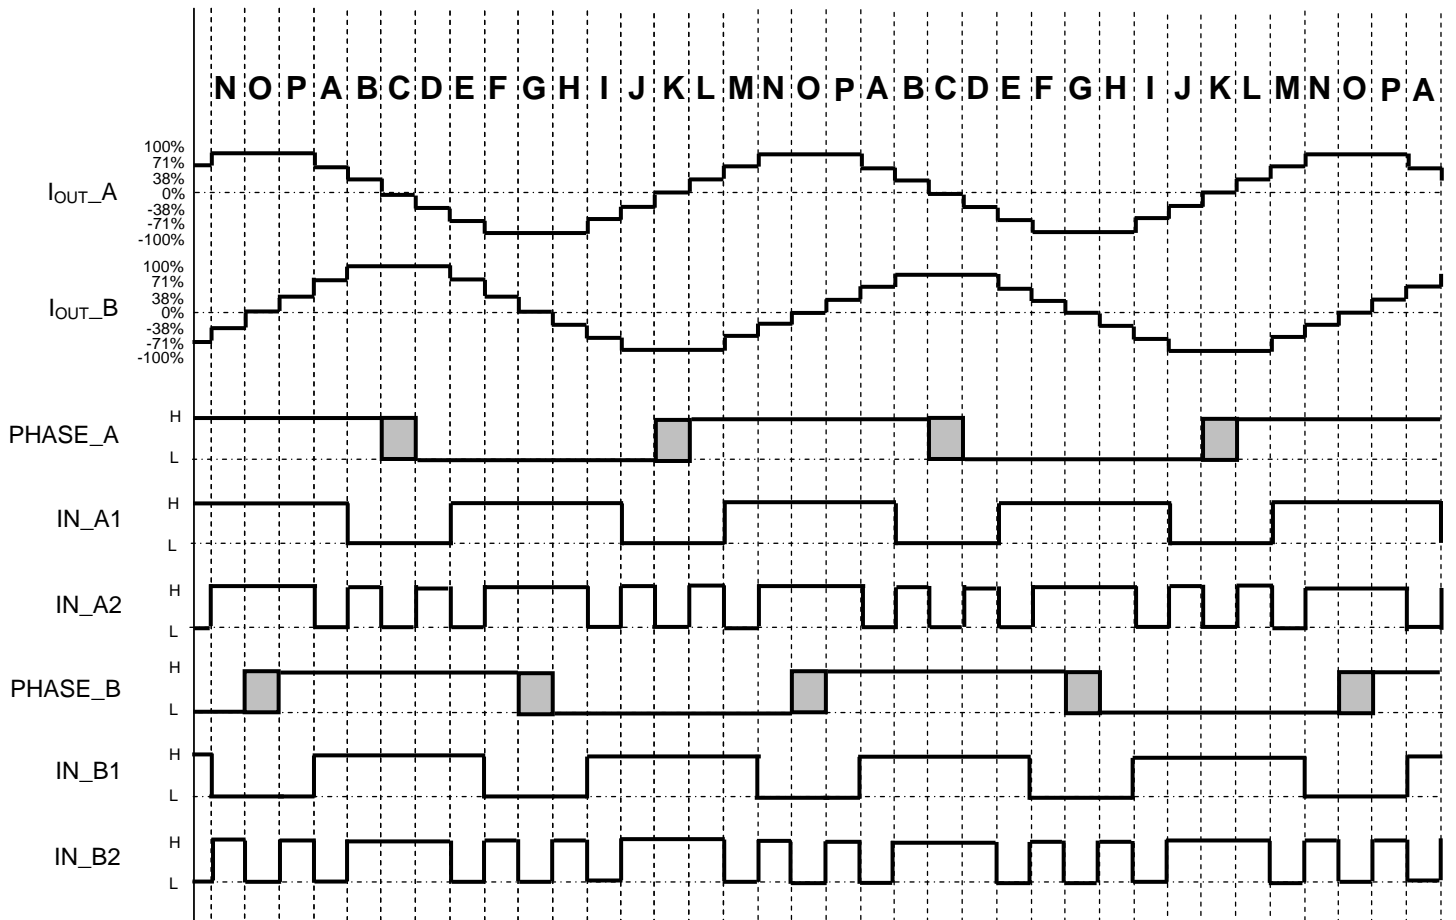 N O P A B C D E F G H I J K L M N O P A B C D E F G H I J K L M N O P A
100%
71%
38%
0%
-38%
-71%
-100%
IOUT_A
100%
71%
38%
0%
-38%
-71%
-100%
IOUT_B
H
PHASE_A
L
H
IN_A1
L
H
IN_A2
L
H
PHASE_B
L
H
IN_B1
L
H
IN_B2
L